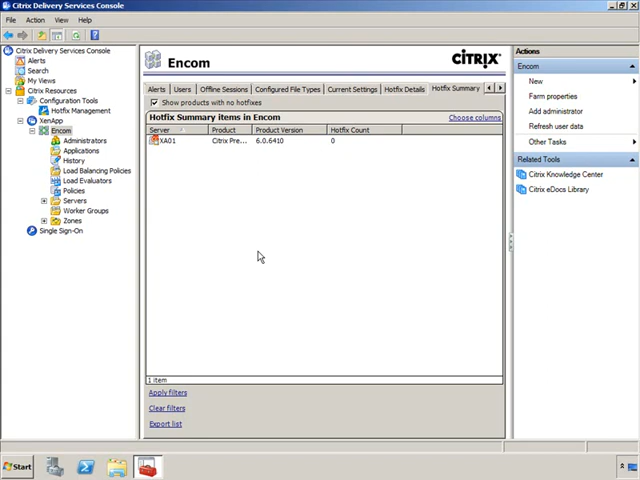 Citrix Delivery Services Console
File Action View Help
Citrix Delivery Services Console
Alerts
Search
My Views
Citrix Resources
Configuration Tools
Hotfix Management
XenApp
Encom
Administrators
Applications
History
Load Balancing Policies
Load Evaluators
Policies
Servers
Worker Groups
Zones
Single Sign-On
Encom
CITRIX
Alerts Users Offline Sessions Configured File Types Current Settings Hotfix Details Hotfix Summary
Show products with no hotfixes
Hotfix Summary items in Encom Choose columns
Server Product Product Version Hotfix Count
XA01 Citrix Pre... 6.0.6410 0
1 item
Apply filters
Clear filters
Export list
Actions
Encom
New
Farm properties
Add administrator
Refresh user data
Other Tasks
Related Tools
Citrix Knowledge Center
Citrix eDocs Library
Start